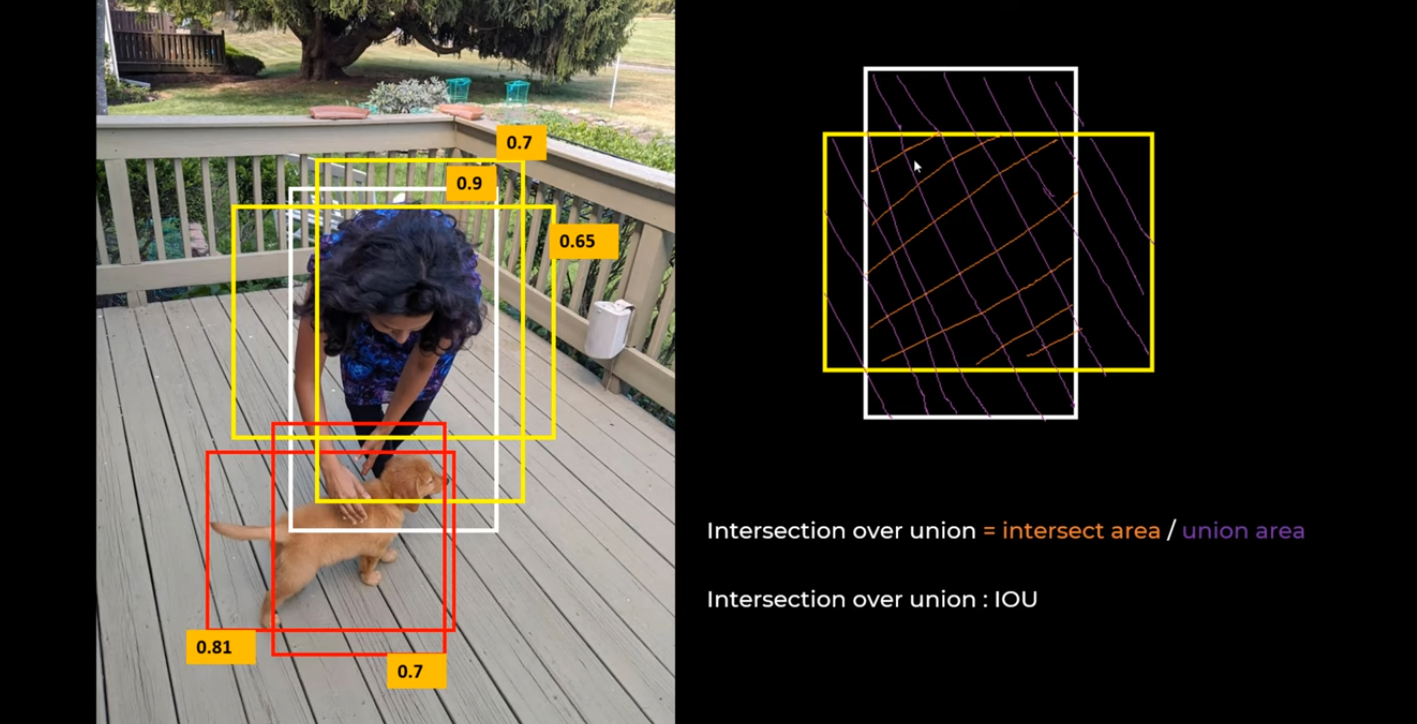 0.7
0.9
0.65
0.81
0.7
Intersection over union = intersect area / union area
Intersection over union : IOU